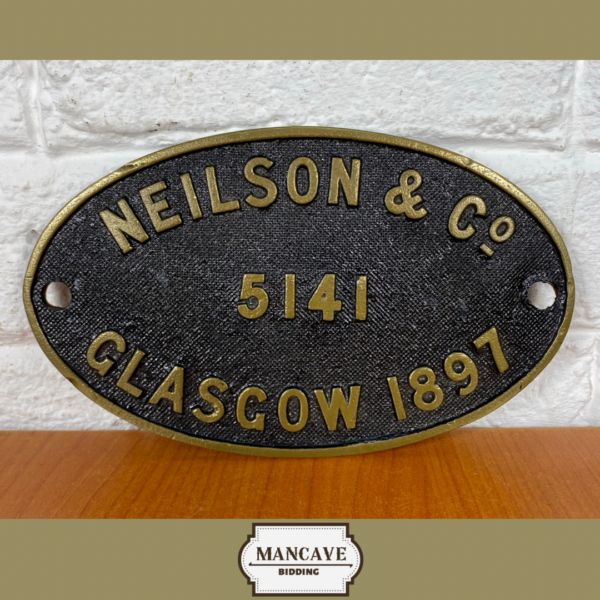 NEILSON & Co.
5141
GLASGOW 1897
MANCAVE
BIDDING